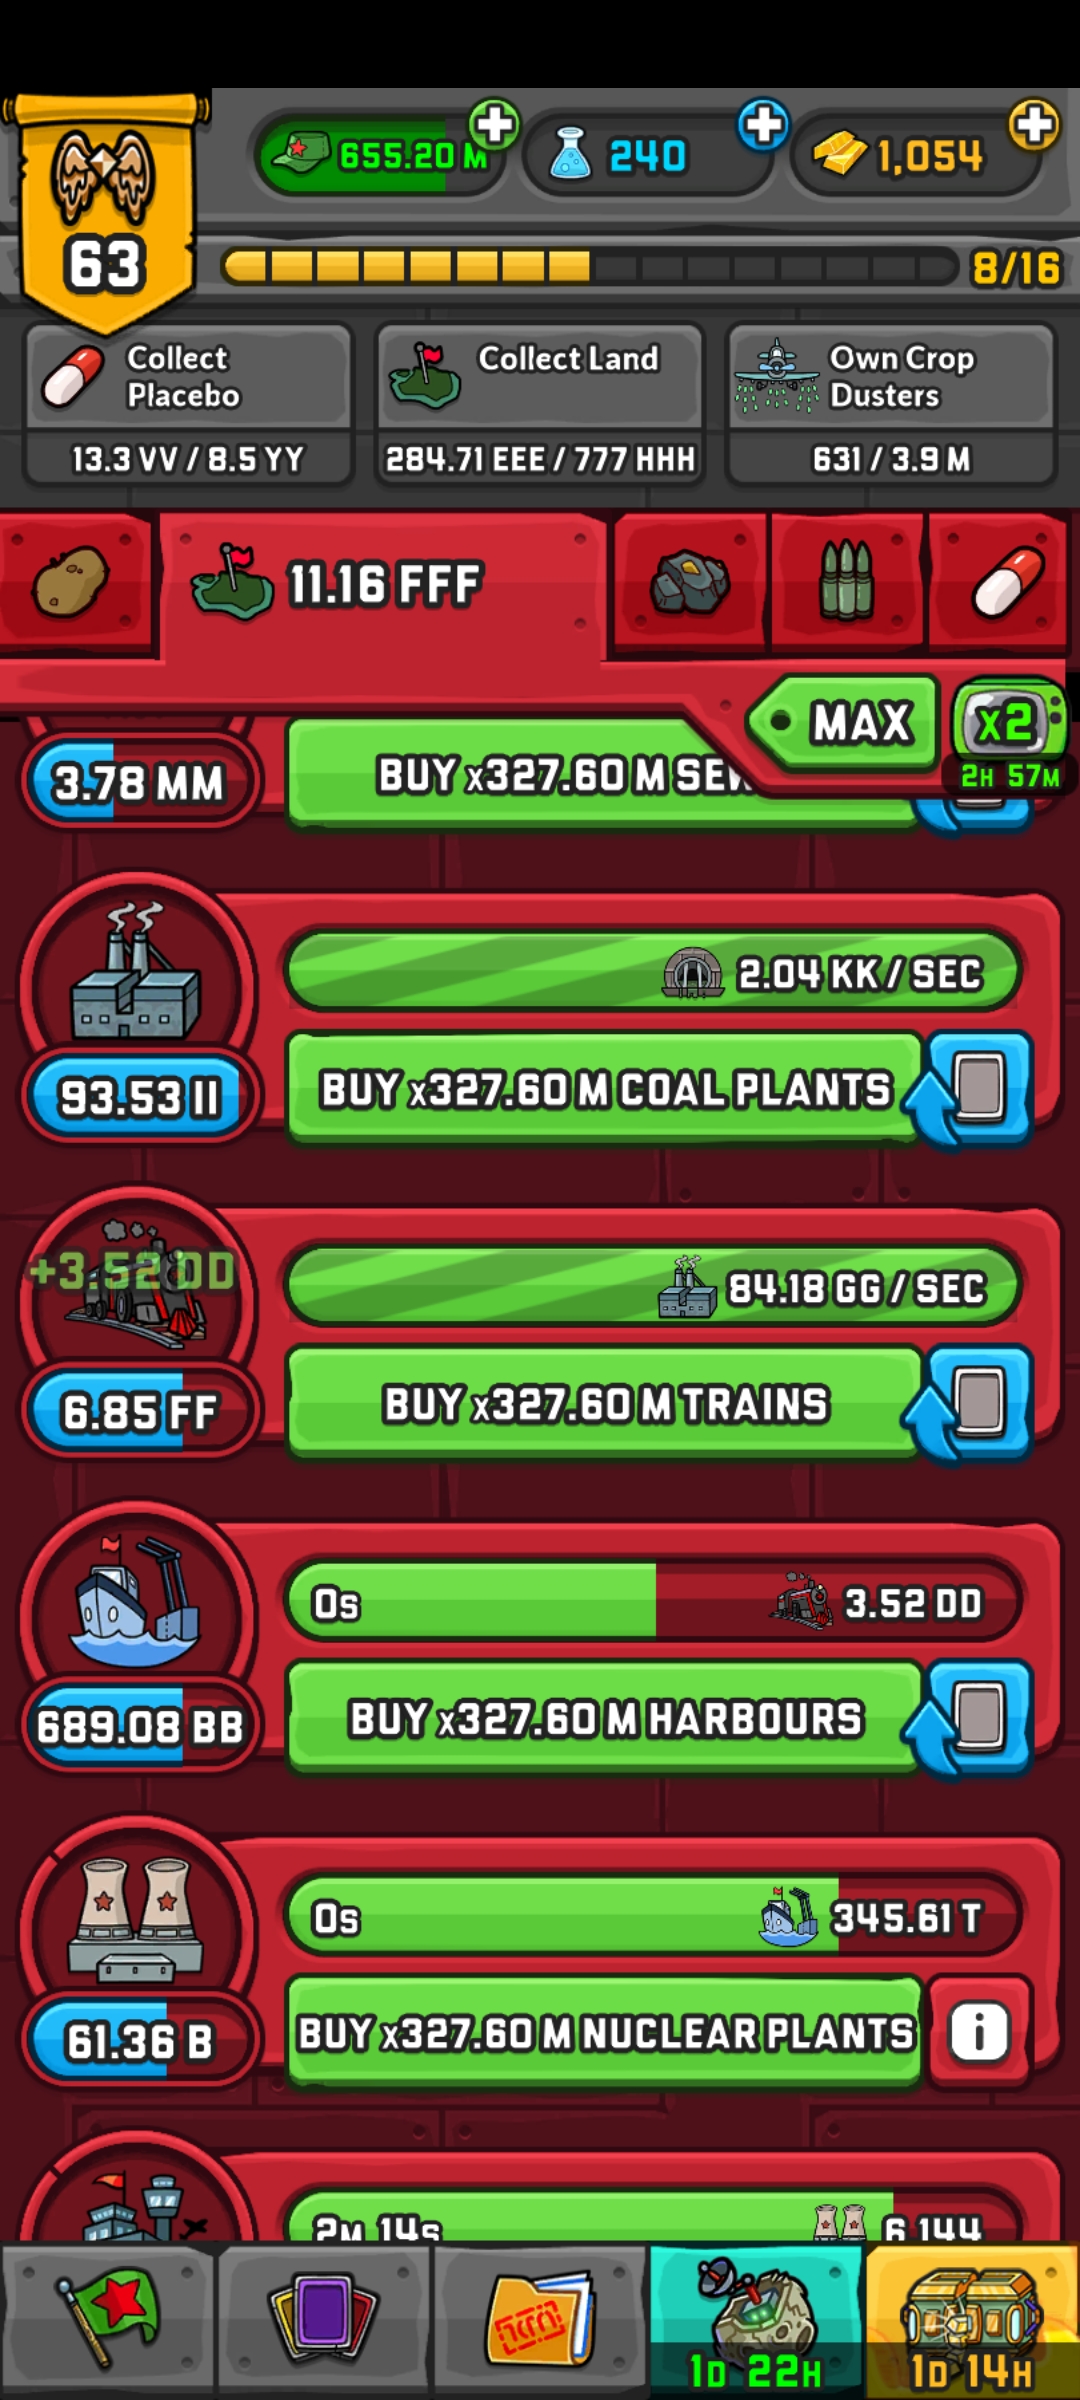 655.20 M
240
1,054
63
8/16
Collect
Placebo
Collect Land
Own Crop
Dusters
13.3 VV / 8.5 YY
284.71 EEE / 777 HHH
631 / 3.9 M
11.16 FFF
MAX
x2
2H 57M
3.78 MM
BUY x327.60 M
2.04 KK / SEC
93.53 II
BUY x327.60 M COAL PLANTS
+3.52 DD
84.18 GG / SEC
6.85 FF
BUY x327.60 M TRAINS
0s
3.52 DD
689.08 BB
BUY x327.60 M HARBOURS
0s
345.61 T
61.36 B
BUY x327.60 M NUCLEAR PLANTS
i
2M 14s
6,144
1D 22H
1D 14H